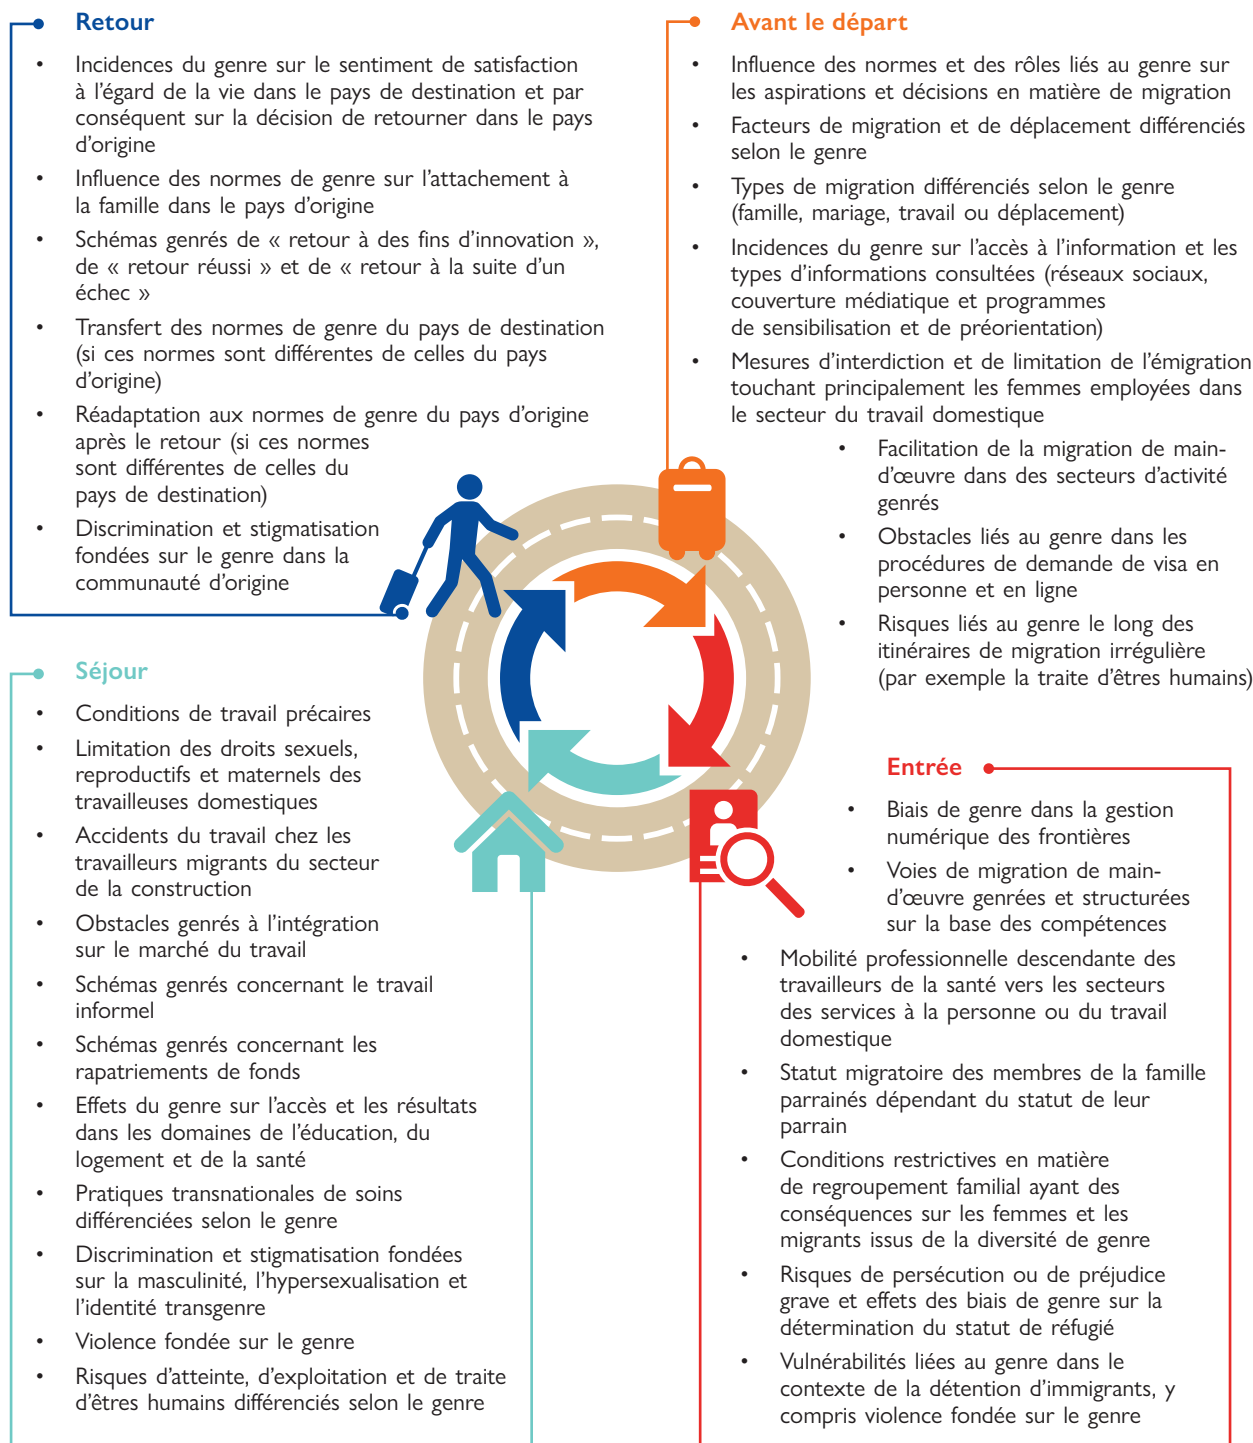 Retour
• Incidences du genre sur le sentiment de satisfaction
à l’égard de la vie dans le pays de destination et par
conséquent sur la décision de retourner dans le pays
d’origine
• Influence des normes de genre sur l’attachement à
la famille dans le pays d’origine
• Schémas genrés de « retour à des fins d’innovation »,
de « retour réussi » et de « retour à la suite d’un
échec »
• Transfert des normes de genre du pays de destination
(si ces normes sont différentes de celles du pays
d’origine)
• Réadaptation aux normes de genre du pays d’origine
après le retour (si ces normes
sont différentes de celles du
pays de destination)
• Discrimination et stigmatisation
fondées sur le genre dans la
communauté d’origine
Avant le départ
• Influence des normes et des rôles liés au genre sur
les aspirations et décisions en matière de migration
• Facteurs de migration et de déplacement différenciés
selon le genre
• Types de migration différenciés selon le genre
(famille, mariage, travail ou déplacement)
• Incidences du genre sur l’accès à l’information et les
types d’informations consultées (réseaux sociaux,
couverture médiatique et programmes
de sensibilisation et de préorientation)
• Mesures d’interdiction et de limitation de l’émigration
touchant principalement les femmes employées dans
le secteur du travail domestique
• Facilitation de la migration de main-
d’œuvre dans des secteurs d’activité
genrés
• Obstacles liés au genre dans les
procédures de demande de visa en
personne et en ligne
• Risques liés au genre le long des
itinéraires de migration irrégulière
(par exemple la traite d’êtres humains)
Séjour
• Conditions de travail précaires
• Limitation des droits sexuels,
reproductifs et maternels des
travailleuses domestiques
• Accidents du travail chez les
travailleurs migrants du secteur
de la construction
• Obstacles genrés à l’intégration
sur le marché du travail
• Schémas genrés concernant le travail
informel
• Schémas genrés concernant les
rapatriements de fonds
• Effets du genre sur l’accès et les résultats
dans les domaines de l’éducation, du
logement et de la santé
• Pratiques transnationales de soins
différenciées selon le genre
• Discrimination et stigmatisation fondées
sur la masculinité, l’hypersexualisation et
l’identité transgenre
• Violence fondée sur le genre
• Risques d’atteinte, d’exploitation et de traite
d’êtres humains différenciés selon le genre
Entrée
• Biais de genre dans la gestion
numérique des frontières
• Voies de migration de main-
d’œuvre genrées et structurées
sur la base des compétences
• Mobilité professionnelle descendante des
travailleurs de la santé vers les secteurs
des services à la personne ou du travail
domestique
• Statut migratoire des membres de la famille
parrainés dépendant du statut de leur
parrain
• Conditions restrictives en matière
de regroupement familial ayant des
conséquences sur les femmes et les
migrants issus de la diversité de genre
• Risques de persécution ou de préjudice
grave et effets des biais de genre sur la
détermination du statut de réfugié
• Vulnérabilités liées au genre dans le
contexte de la détention d’immigrants, y
compris violence fondée sur le genre